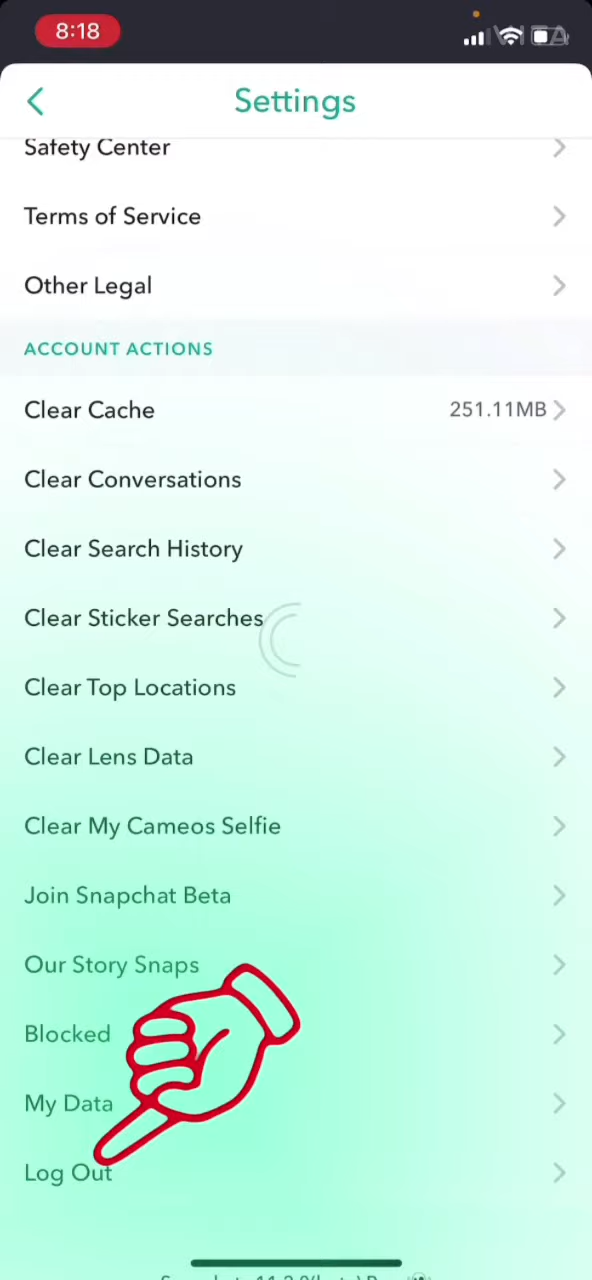 8:18
Settings
Safety Center
Terms of Service
Other Legal
ACCOUNT ACTIONS
Clear Cache 251.11MB
Clear Conversations
Clear Search History
Clear Sticker Searches
Clear Top Locations
Clear Lens Data
Clear My Cameos Selfie
Join Snapchat Beta
Our Story Snaps
Blocked
My Data
Log Out